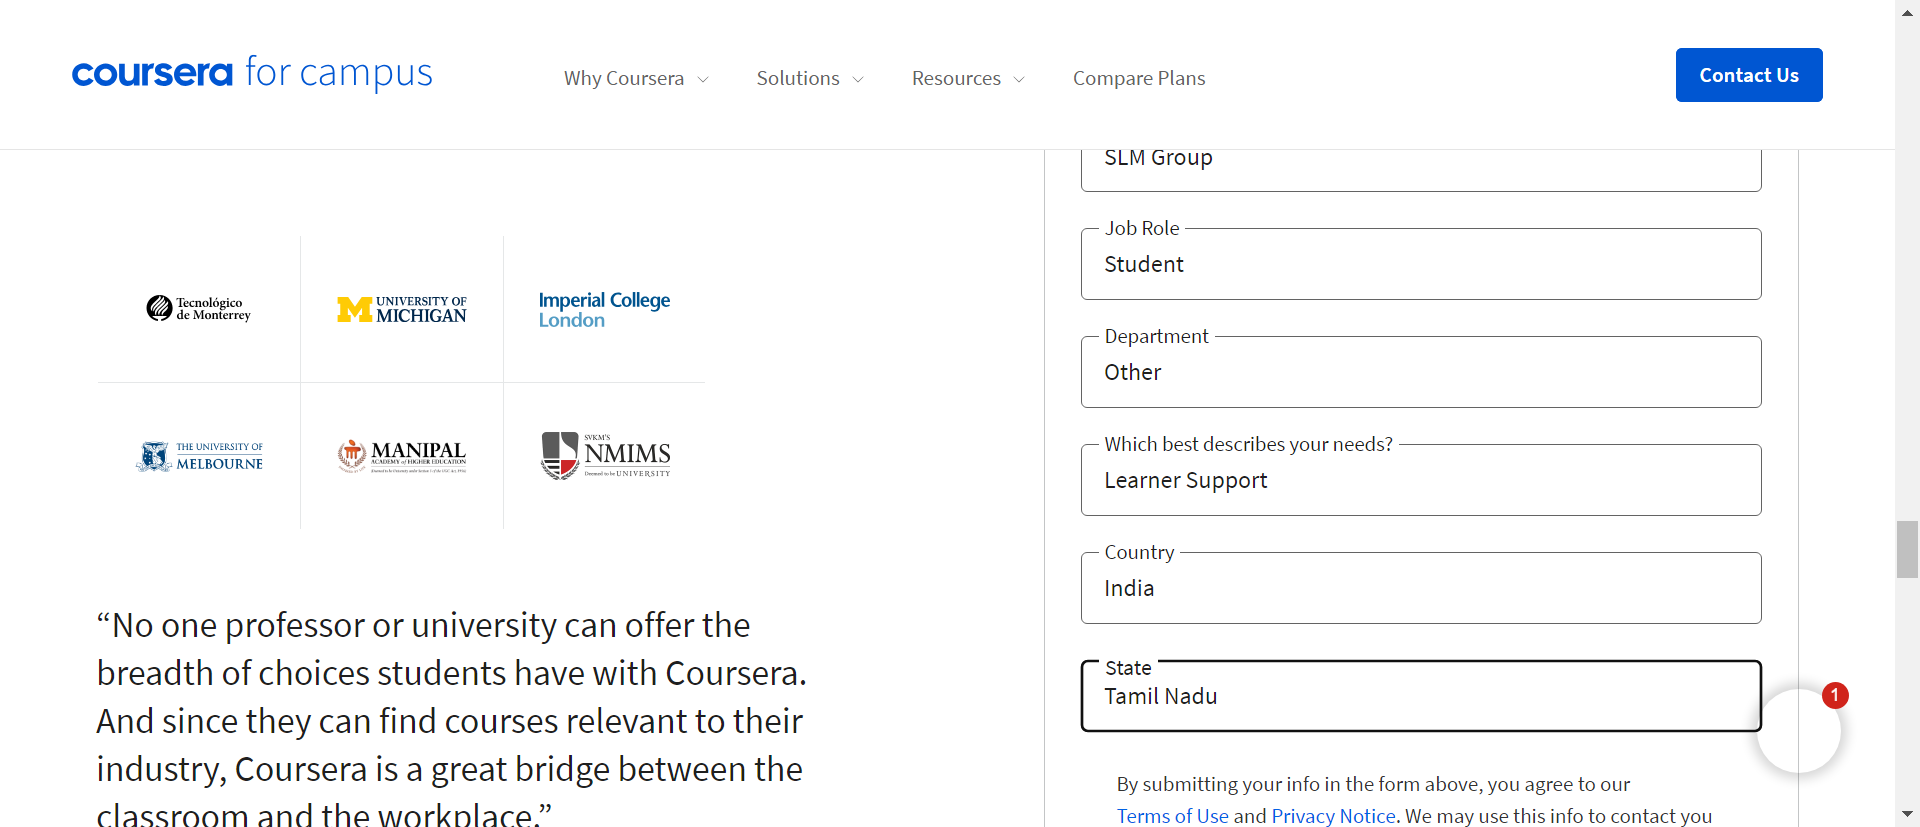 coursera for campus
Why Coursera
Solutions
Resources
Compare Plans
Contact Us
Tecnológico
de Monterrey
UNIVERSITY OF
MICHIGAN
Imperial College
London
THE UNIVERSITY OF
MELBOURNE
MANIPAL
ACADEMY of HIGHER EDUCATION
SVKM'S
NMIMS
Deemed to be UNIVERSITY
“No one professor or university can offer the
breadth of choices students have with Coursera.
And since they can find courses relevant to their
industry, Coursera is a great bridge between the
classroom and the workplace.”
SLM Group
Job Role
Student
Department
Other
Which best describes your needs?
Learner Support
Country
India
State
Tamil Nadu
1
By submitting your info in the form above, you agree to our
Terms of Use and Privacy Notice. We may use this info to contact you